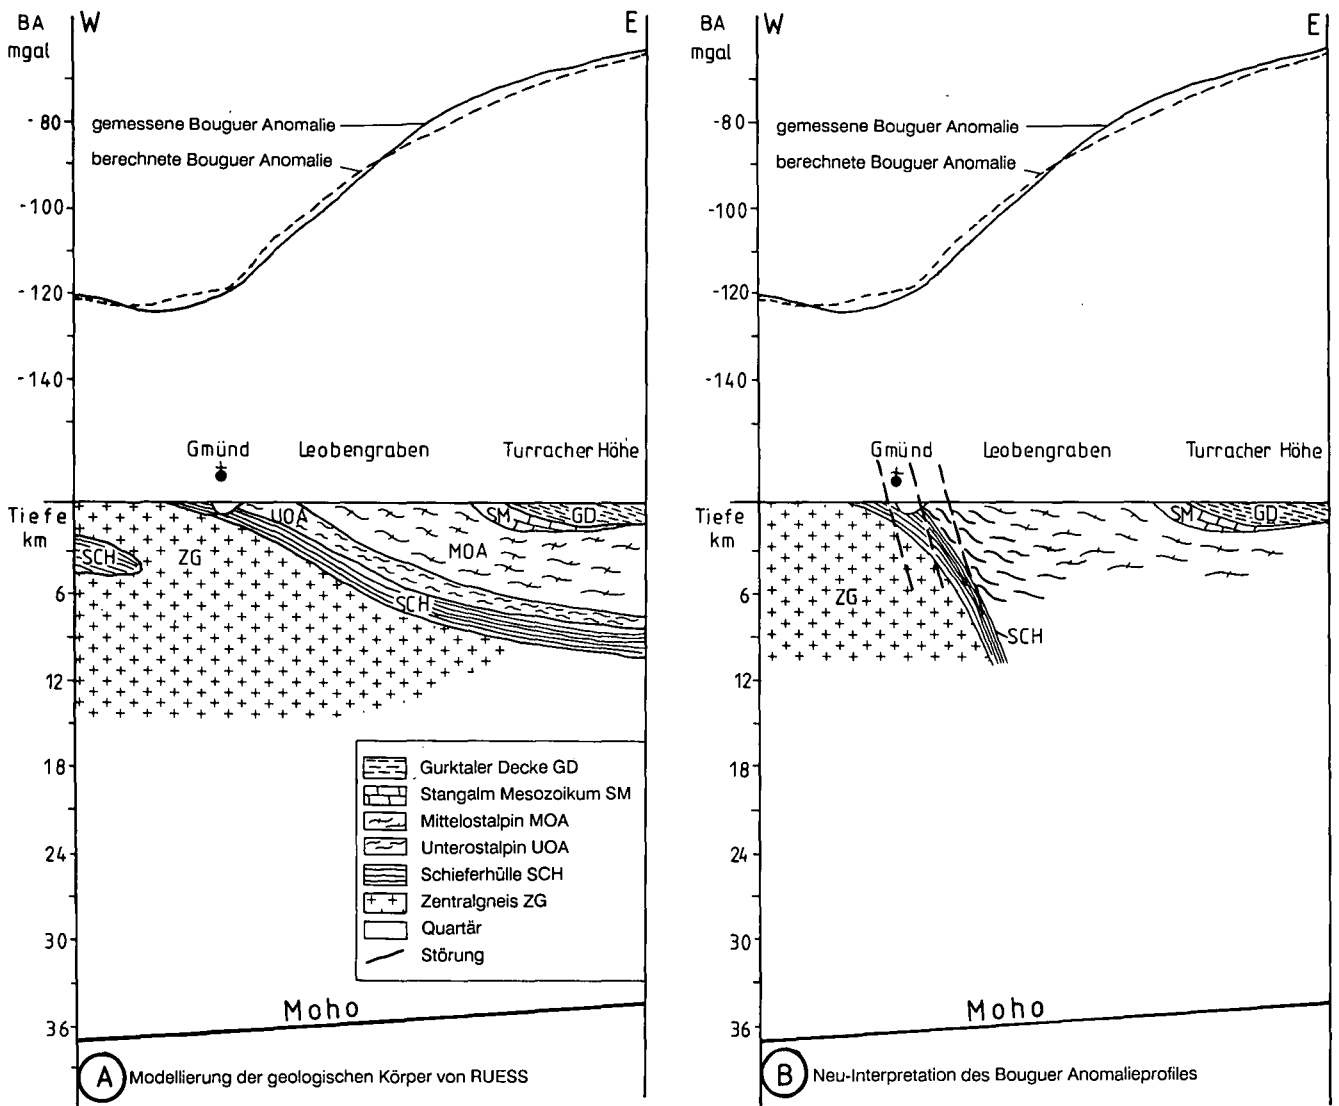 BA W E
mgal
-80
-100
-120
-140
gemessene Bouguer Anomalie
berechnete Bouguer Anomalie
Gmünd Leobengraben Turracher Höhe
Tiefe
km
6
12
18
24
30
36
UOA
SM
GD
MOA
SCH
ZG
SCH
Gurktaler Decke GD
Stangalm Mesozoikum SM
Mittelostalpin MOA
Unterostalpin UOA
Schieferhülle SCH
Zentralgneis ZG
Quartär
Störung
Moho
A Modellierung der geologischen Körper von RUESS
BA W E
mgal
-80
-100
-120
-140
gemessene Bouguer Anomalie
berechnete Bouguer Anomalie
Gmünd Leobengraben Turracher Höhe
Tiefe
km
6
12
18
24
30
36
SM
GD
ZG
SCH
Moho
B Neu-Interpretation des Bouguer Anomalieprofiles